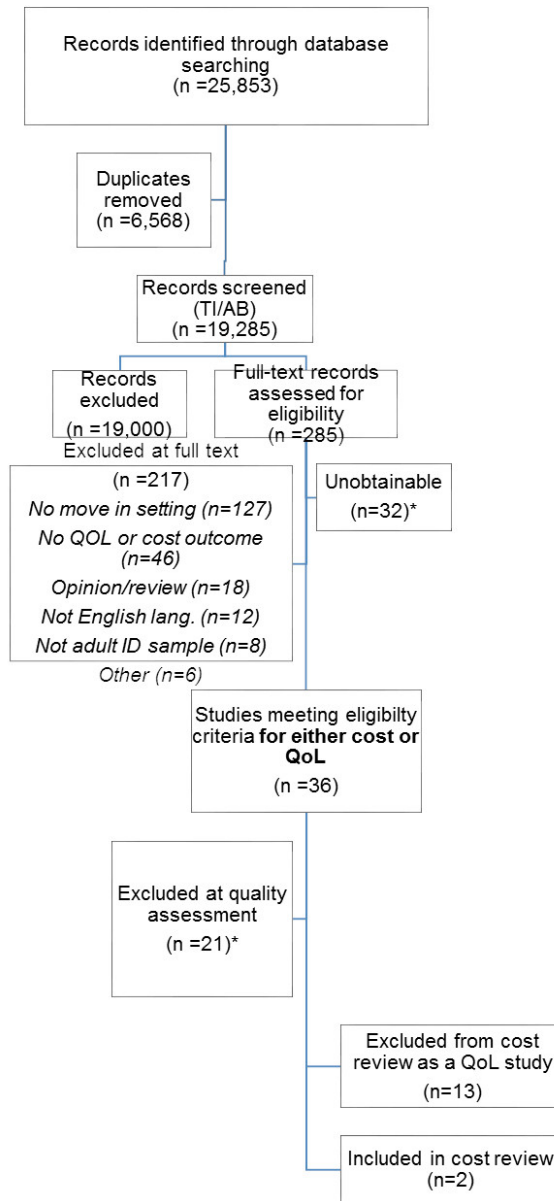 Records identified through database
searching
(n =25,853)
Duplicates
removed
(n =6,568)
Records screened
(TI/AB)
(n =19,285)
Records
excluded
(n =19,000)
Full-text records
assessed for
eligibility
(n =285)
Excluded at full text
(n =217)
No move in setting (n=127)
No QOL or cost outcome
(n=46)
Opinion/review (n=18)
Not English lang. (n=12)
Not adult ID sample (n=8)
Other (n=6)
Unobtainable
(n=32)*
Studies meeting eligibilty
criteria for either cost or
QoL
(n =36)
Excluded at quality
assessment
(n =21)*
Excluded from cost
review as a QoL study
(n=13)
Included in cost review
(n=2)